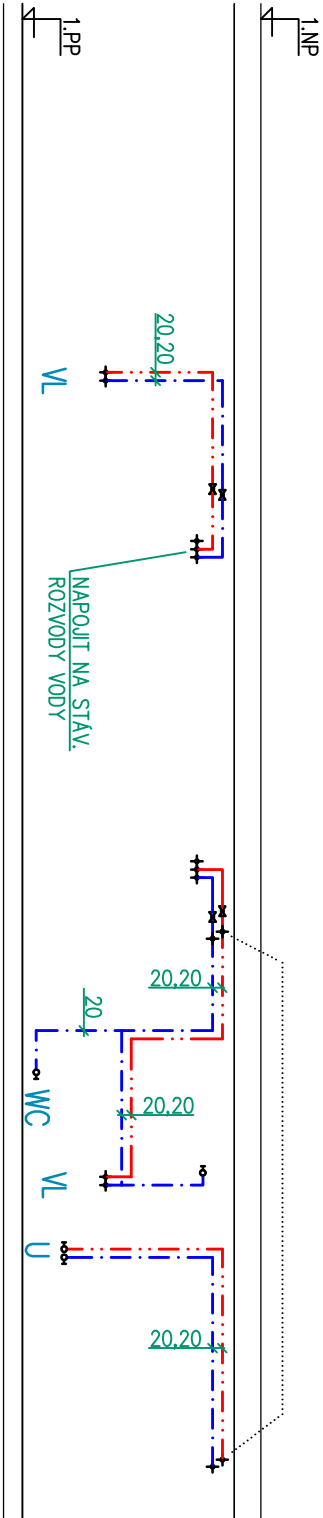 1.NP
1.PP
20,20
VL
NAPOJIT NA STÁV.
ROZVODY VODY
20,20
20
WC
20,20
VL
U
20,20